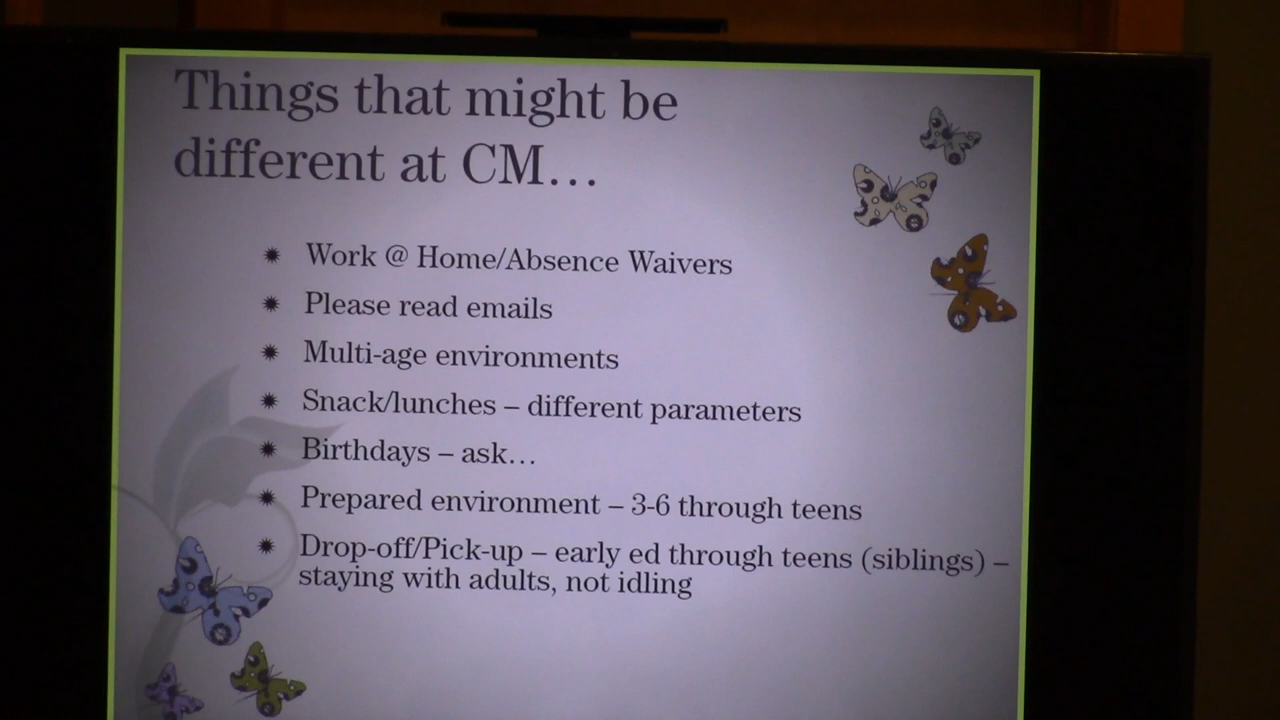 Things that might be
different at CM…
Work @ Home/Absence Waivers
Please read emails
Multi-age environments
Snack/lunches – different parameters
Birthdays – ask…
Prepared environment – 3-6 through teens
Drop-off/Pick-up – early ed through teens (siblings) –
staying with adults, not idling